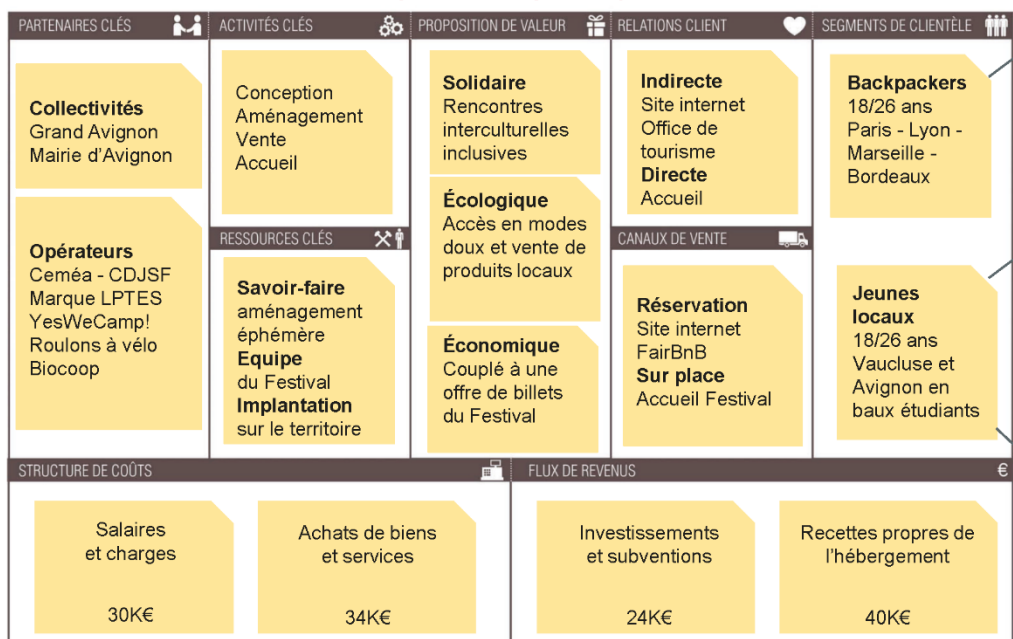 PARTENAIRES CLÉS
Collectivités
Grand Avignon
Mairie d'Avignon
Opérateurs
Ceméa - CDJSF
Marque LPTES
YesWeCamp!
Roulons à vélo
Biocoop
ACTIVITÉS CLÉS
Conception
Aménagement
Vente
Accueil
RESSOURCES CLÉS
Savoir-faire
aménagement
éphémère
Equipe
du Festival
Implantation
sur le territoire
PROPOSITION DE VALEUR
Solidaire
Rencontres
interculturelles
inclusives
Écologique
Accès en modes
doux et vente de
produits locaux
Économique
Couplé à une
offre de billets
du Festival
RELATIONS CLIENT
Indirecte
Site internet
Office de
tourisme
Directe
Accueil
CANAUX DE VENTE
Réservation
Site internet
FairBnB
Sur place
Accueil Festival
SEGMENTS DE CLIENTÈLE
Backpackers
18/26 ans
Paris - Lyon -
Marseille -
Bordeaux
Jeunes
locaux
18/26 ans
Vaucluse et
Avignon en
baux étudiants
STRUCTURE DE COÛTS
Salaires
et charges
30K€
Achats de biens
et services
34K€
FLUX DE REVENUS
€
Investissements
et subventions
24K€
Recettes propres de
l'hébergement
40K€